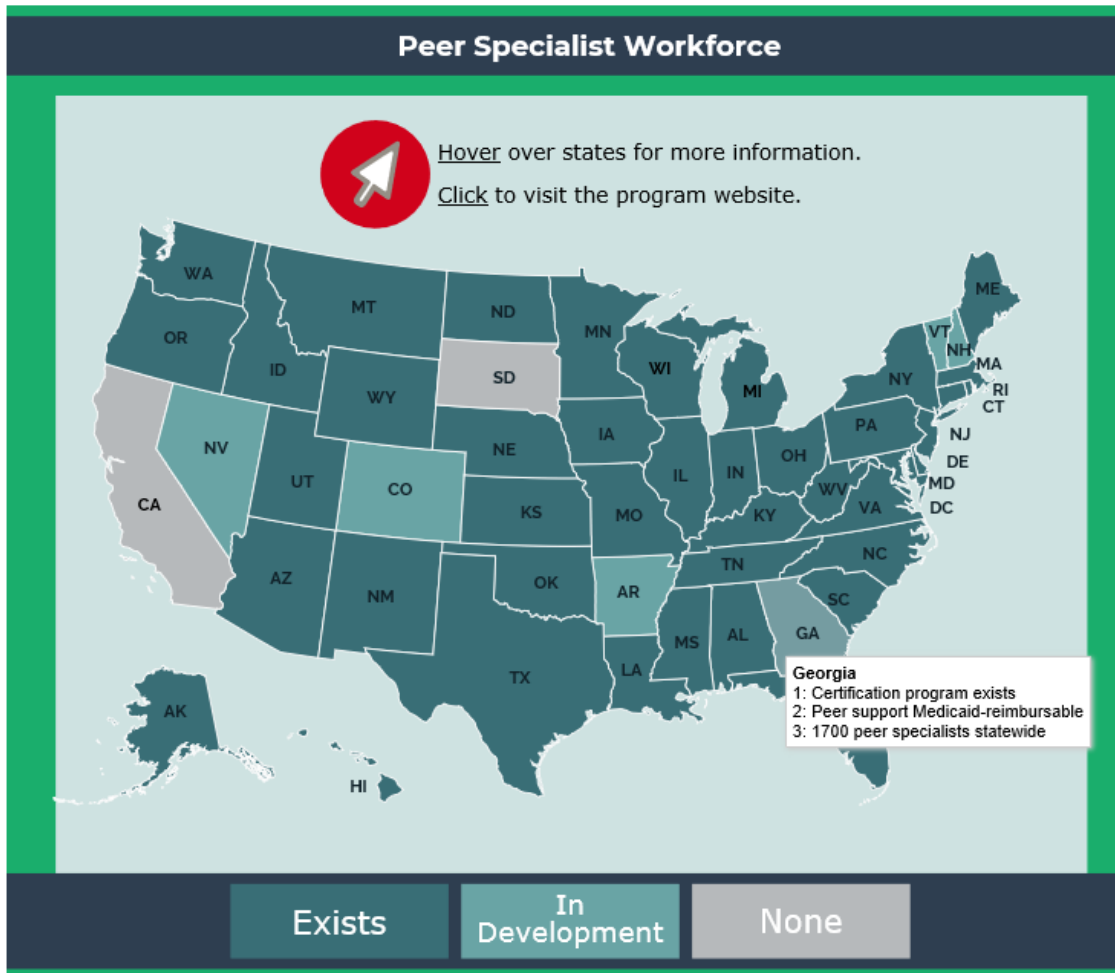 Peer Specialist Workforce
Hover over states for more information.
Click to visit the program website.
WA
MT
ND
MN
ME
OR
ID
SD
WI
MI
VT
NH
NY
MA
RI
CT
WY
NE
IA
PA
NJ
NV
UT
CO
KS
IL
IN
OH
WV
DE
MD
DC
CA
MO
KY
VA
AZ
NM
OK
AR
TN
NC
SC
TX
LA
MS
AL
GA
Georgia
1: Certification program exists
2: Peer support Medicaid-reimbursable
3: 1700 peer specialists statewide
AK
HI
Exists
In
Development
None